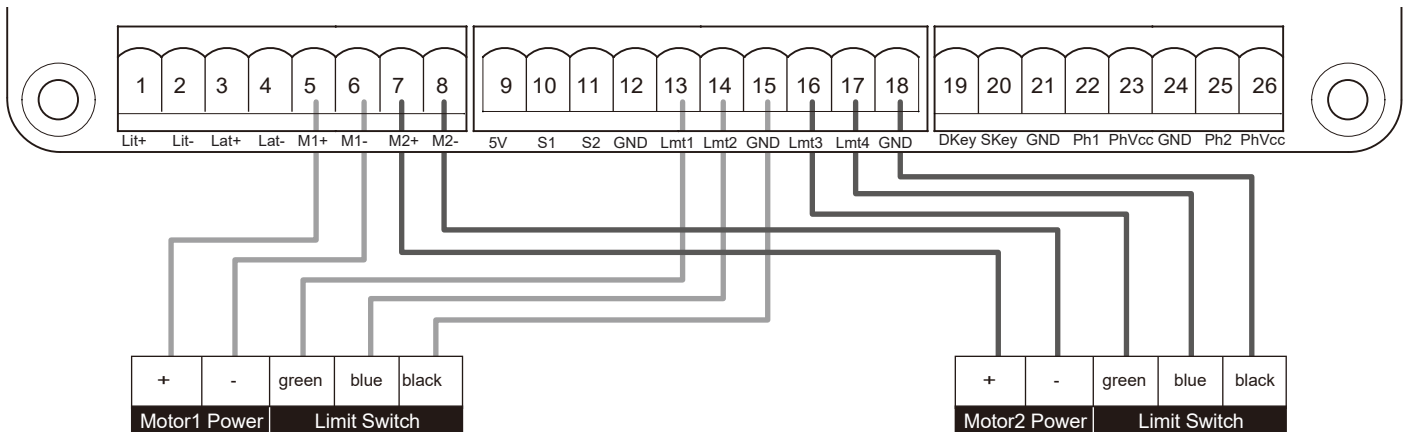 1 2 3 4 5 6 7 8 9 10 11 12 13 14 15 16 17 18 19 20 21 22 23 24 25 26
Lit+ Lit- Lat+ Lat- M1+ M1- M2+ M2- 5V S1 S2 GND Lmt1 Lmt2 GND Lmt3 Lmt4 GND DKey SKey GND Ph1 PhVcc GND Ph2 PhVcc
+ - green blue black + - green blue black
Motor1 Power Limit Switch Motor2 Power Limit Switch